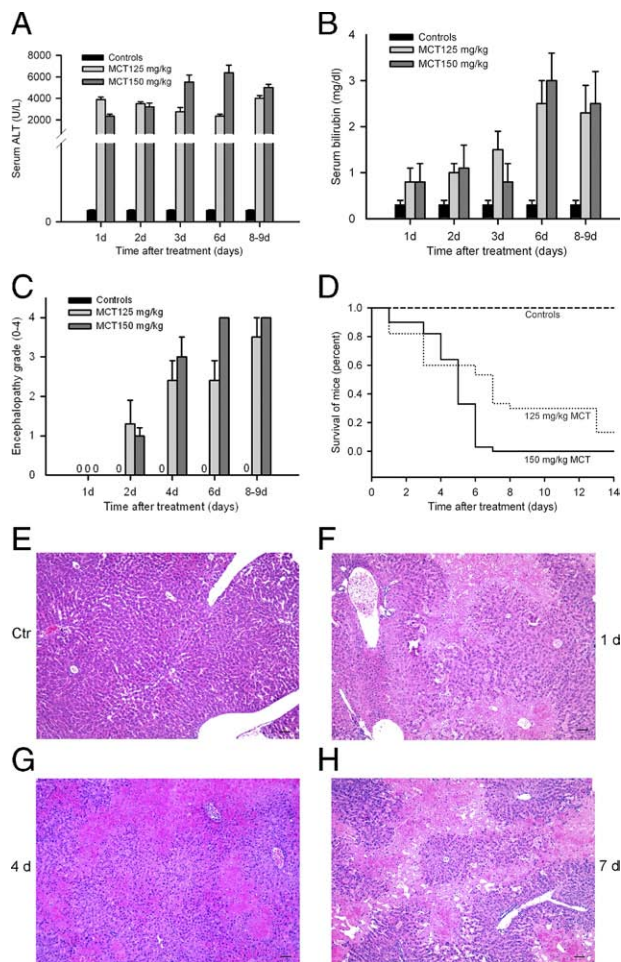 A
Controls
MCT125 mg/kg
MCT150 mg/kg
Serum ALT (U/L)
8000
6000
4000
2000
0
1d 2d 3d 6d 8-9d
Time after treatment (days)
B
Controls
MCT125 mg/kg
MCT150 mg/kg
Serum bilirubin (mg/dl)
4
3
2
1
0
1d 2d 3d 6d 8-9d
Time after treatment (days)
C
Controls
MCT125 mg/kg
MCT150 mg/kg
Encephalopathy grade (0-4)
4
3
2
1
0
0 0 0 0 0 0 0
1d 2d 4d 6d 8-9d
Time after treatment (days)
D
Survival of mice (percent)
1.0
0.8
0.6
0.4
0.2
0.0
Controls
125 mg/kg MCT
150 mg/kg MCT
0 2 4 6 8 10 12 14
Time after treatment (days)
E
Ctr
F
1 d
G
4 d
H
7 d